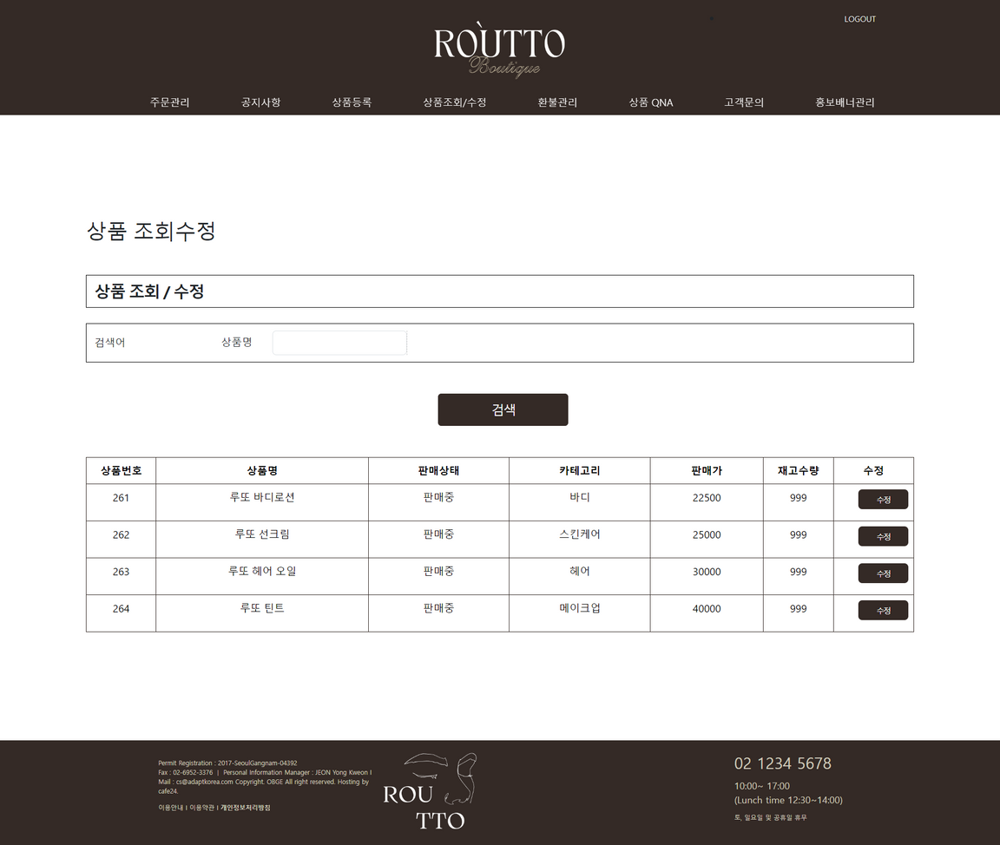 LOGOUT
ROÙTTO
Boutique
주문관리 공지사항 상품등록 상품조회/수정 환불관리 상품 QNA 고객문의 홍보배너관리
상품 조회수정
상품 조회 / 수정
검색어 상품명
검색
상품번호 상품명 판매상태 카테고리 판매가 재고수량 수정
261 루또 바디로션 판매중 바디 22500 999 수정
262 루또 선크림 판매중 스킨케어 25000 999 수정
263 루또 헤어 오일 판매중 헤어 30000 999 수정
264 루또 틴트 판매중 메이크업 40000 999 수정
Permit Registration : 2017-SeoulGangnam-04392
Fax : 02-6952-3376 | Personal Information Manager : JEON Yong Kweon I
Mail : cs@adaptkorea.com Copyright. OBGE All right reserved. Hosting by
cafe24.
이용안내 I 이용약관 I 개인정보처리방침
ROU
TTO
02 1234 5678
10:00~ 17:00
(Lunch time 12:30~14:00)
토, 일요일 및 공휴일 휴무